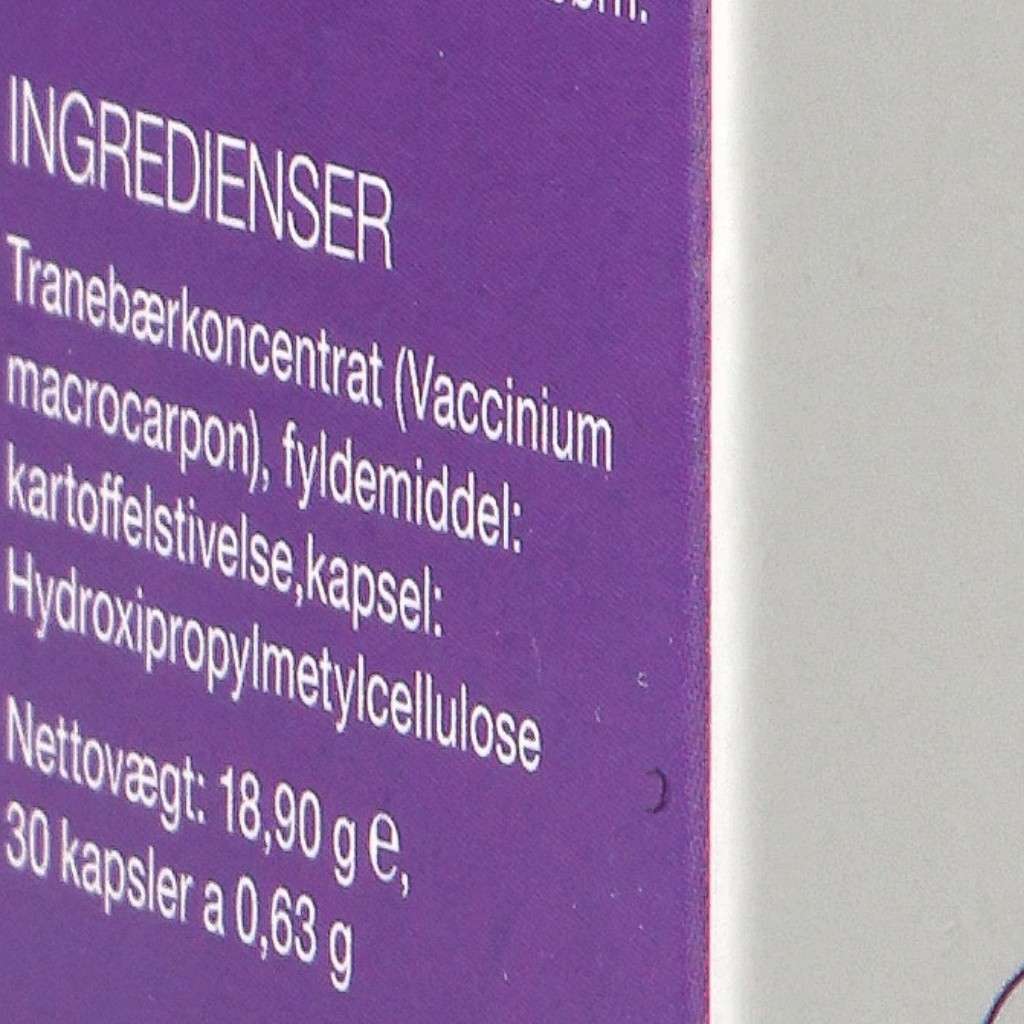 INGREDIENSER
Tranebærkoncentrat (Vaccinium
macrocarpon), fyldemiddel:
kartoffelstivelse,kapsel:
Hydroxipropylmetylcellulose
Nettovægt: 18,90 g e,
30 kapsler a 0,63 g